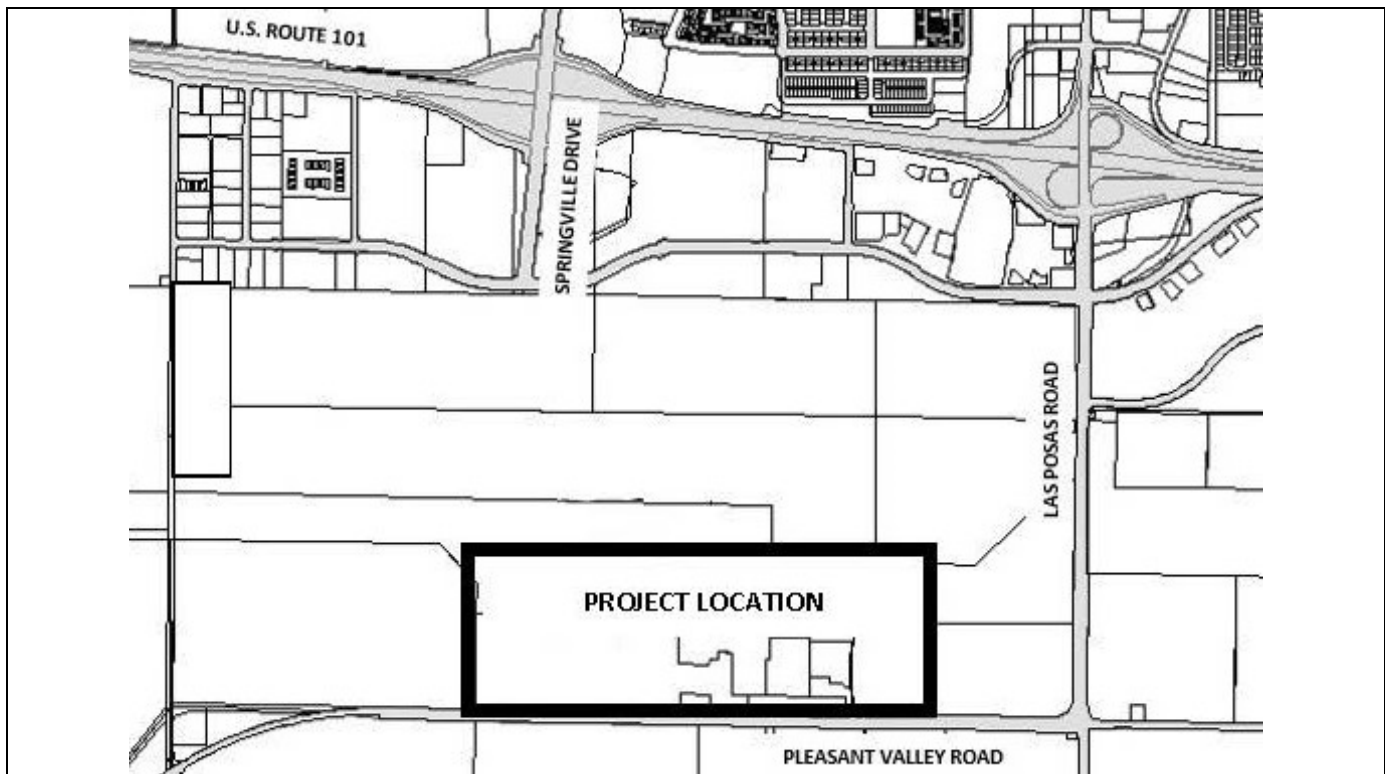 U.S. ROUTE 101
SPRINGVILLE DRIVE
LAS POSAS ROAD
PROJECT LOCATION
PLEASANT VALLEY ROAD